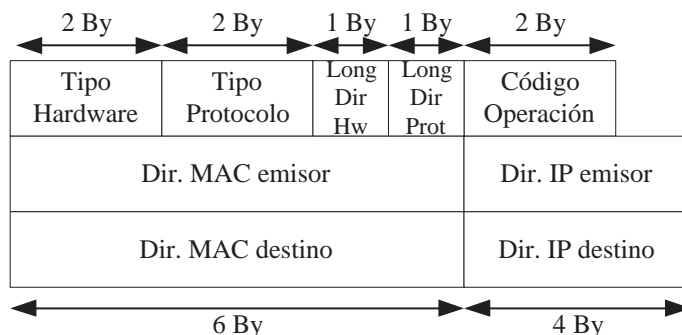 2 By
2 By
1 By
1 By
2 By
Tipo
Hardware
Tipo
Protocolo
Long
Dir
Hw
Long
Dir
Prot
Código
Operación
Dir. MAC emisor
Dir. IP emisor
Dir. MAC destino
Dir. IP destino
6 By
4 By